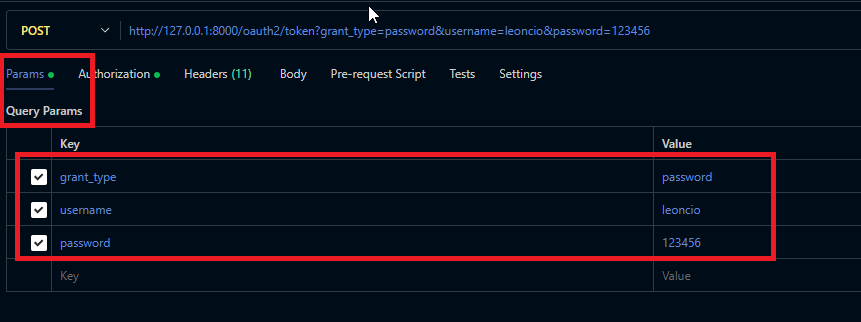 POST http://127.0.0.1:8000/oauth2/token?grant_type=password&username=leoncio&password=123456
Params Authorization Headers (11) Body Pre-request Script Tests Settings
Query Params
Key Value
grant_type password
username leoncio
password 123456
Key Value